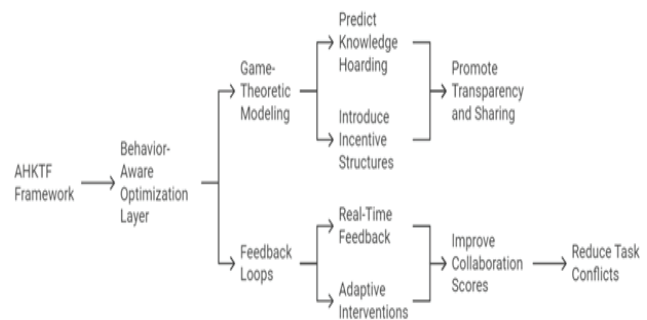 AHKTF
Framework
Behavior-
Aware
Optimization
Layer
Game-
Theoretic
Modeling
Predict
Knowledge
Hoarding
Introduce
Incentive
Structures
Promote
Transparency
and Sharing
Feedback
Loops
Real-Time
Feedback
Adaptive
Interventions
Improve
Collaboration
Scores
Reduce Task
Conflicts